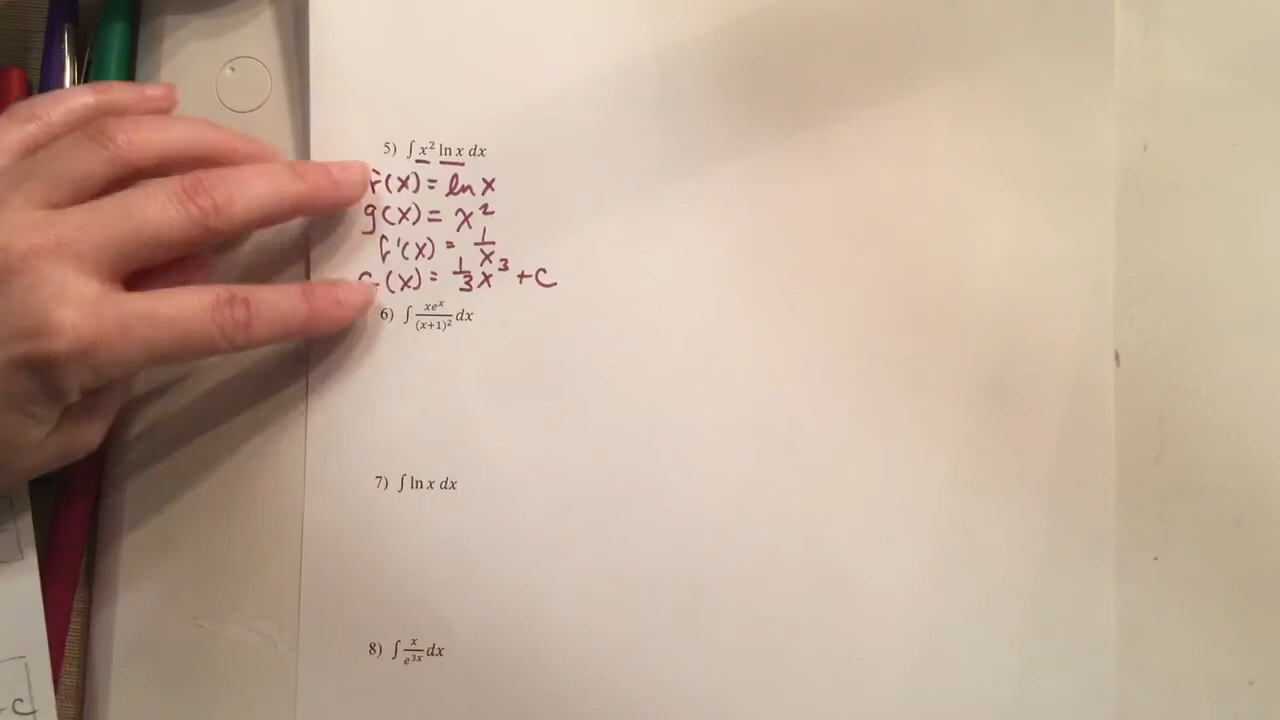 5) ∫ x² ln x dx
f(x) = ln x
g(x) = x²
f'(x) = 1/x
G(x) = 1/3 x³ + C
6) ∫ xeˣ/(x+1)² dx
7) ∫ ln x dx
8) ∫ x/e³ˣ dx
C